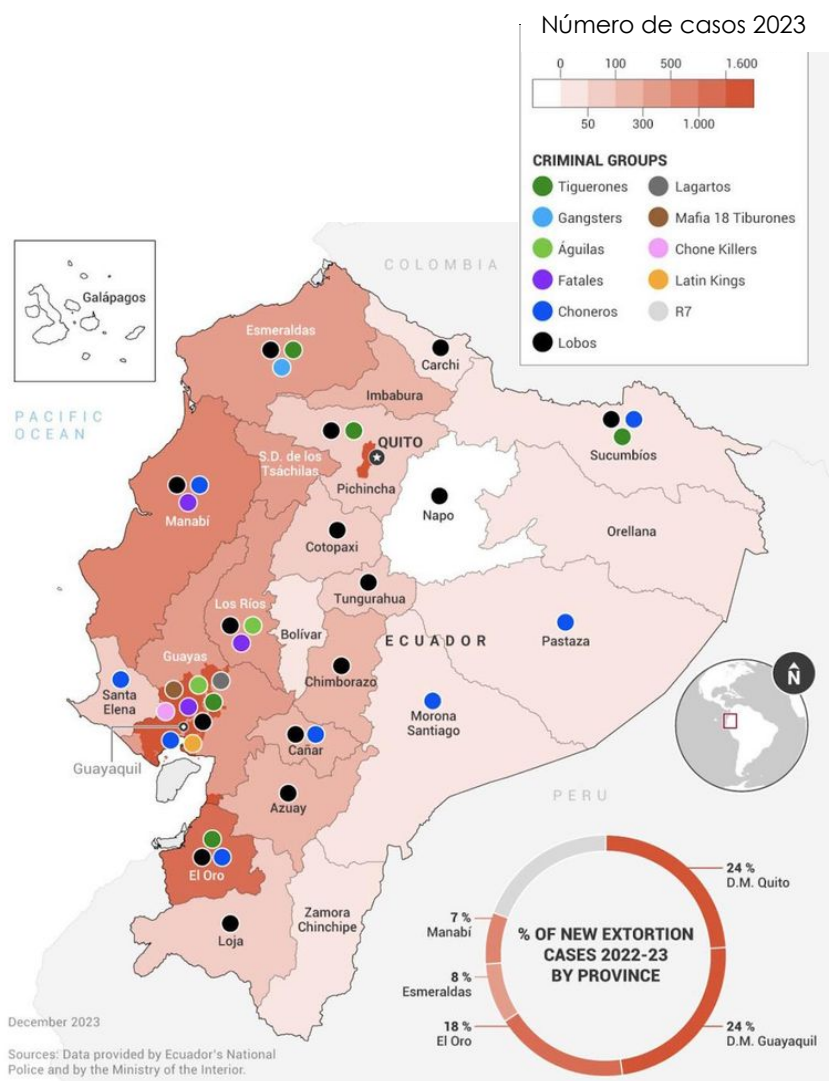 Número de casos 2023
0 100 500 1.600
50 300 1.000
CRIMINAL GROUPS
Tiguerones
Lagartos
Gangsters
Mafia 18 Tiburones
Águilas
Chone Killers
Fatales
Latin Kings
Choneros
R7
Lobos
Galápagos
COLOMBIA
PACIFIC
OCEAN
Esmeraldas
Carchi
Imbabura
QUITO
S.D. de los
Tsáchilas
Sucumbíos
Pichincha
Manabí
Napo
Orellana
Cotopaxi
Tungurahua
Los Ríos
Bolívar
ECUADOR
Pastaza
Guayas
Chimborazo
Santa
Elena
Morona
Santiago
Cañar
Guayaquil
N
Azuay
PERU
El Oro
Zamora
Chinchipe
Loja
% OF NEW EXTORTION
CASES 2022-23
BY PROVINCE
24 %
D.M. Quito
7 %
Manabí
8 %
Esmeraldas
18 %
El Oro
24 %
D.M. Guayaquil
December 2023
Sources: Data provided by Ecuador's National
Police and by the Ministry of the Interior.